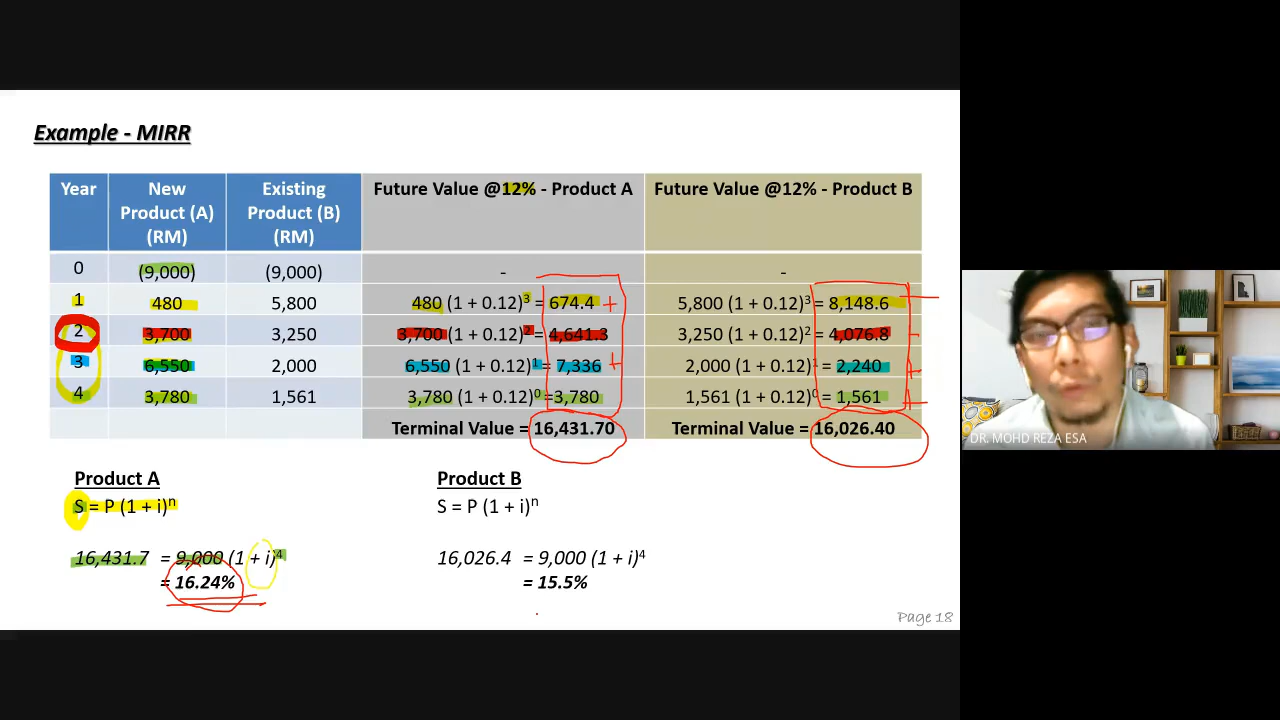 Example - MIRR
Year New Product (A) (RM) Existing Product (B) (RM) Future Value @12% - Product A Future Value @12% - Product B
0 (9,000) (9,000) - -
1 480 5,800 480 (1 + 0.12)³ = 674.4 + 5,800 (1 + 0.12)³ = 8,148.6
2 3,700 3,250 3,700 (1 + 0.12)² = 4,641.3 3,250 (1 + 0.12)² = 4,076.8
3 6,550 2,000 6,550 (1 + 0.12)¹ = 7,336 + 2,000 (1 + 0.12)¹ = 2,240 +
4 3,780 1,561 3,780 (1 + 0.12)⁰ =3,780 1,561 (1 + 0.12)⁰ = 1,561
Terminal Value = 16,431.70 Terminal Value = 16,026.40
Product A
S = P (1 + i)ⁿ
16,431.7 = 9,000 (1 + i)⁴
= 16.24%
Product B
S = P (1 + i)ⁿ
16,026.4 = 9,000 (1 + i)⁴
= 15.5%
Page 18
DR. MOHD REZA ESA